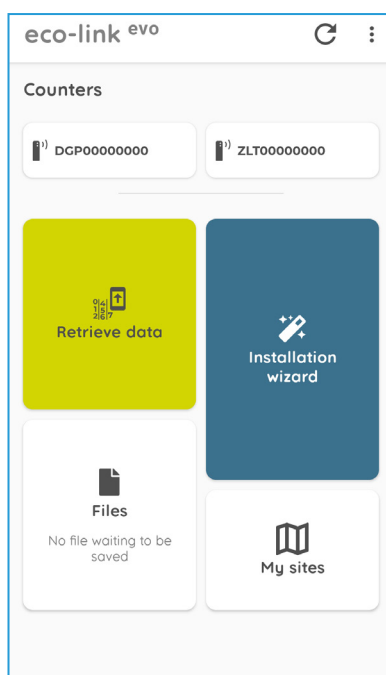 eco-link evo
Counters
DGP00000000
ZLT00000000
Retrieve data
Installation
wizard
Files
No file waiting to be
saved
My sites